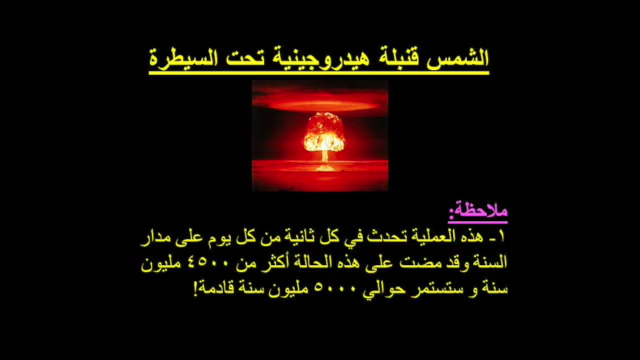 الشمس قنبلة هيدروجينية تحت السيطرة
ملاحظة:
١- هذه العملية تحدث في كل ثانية من كل يوم على مدار
السنة وقد مضت على هذه الحالة أكثر من ٤٥٠٠ مليون
سنة و ستستمر حوالي ٥٠٠٠ مليون سنة قادمة!